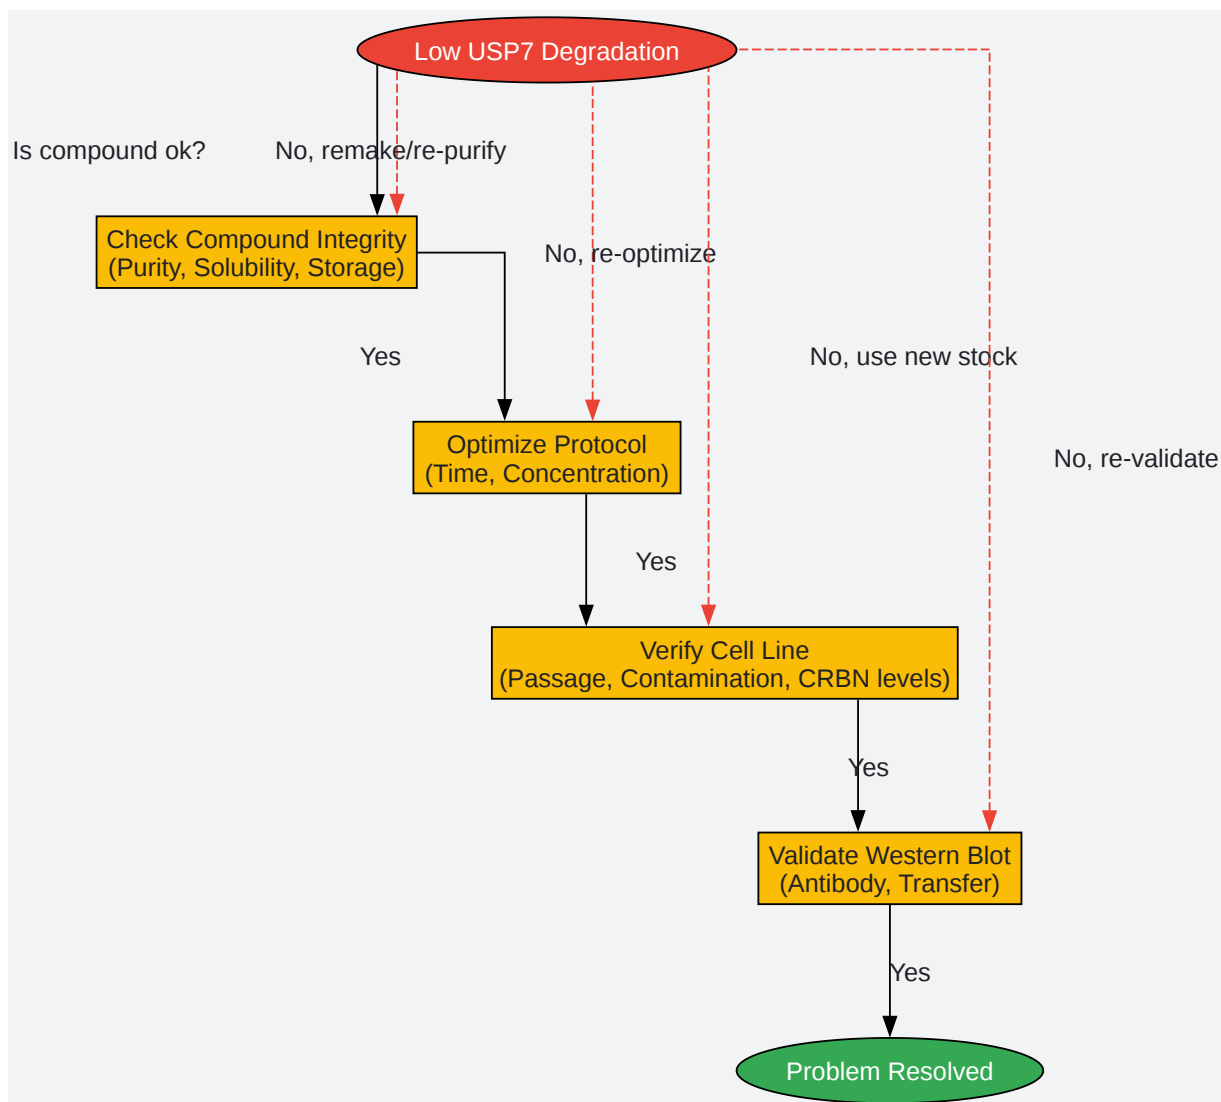 Low USP7 Degradation
Is compound ok?
No, remake/re-purify
Check Compound Integrity
(Purity, Solubility, Storage)
No, re-optimize
Yes
No, use new stock
Optimize Protocol
(Time, Concentration)
No, re-validate
Yes
Verify Cell Line
(Passage, Contamination, CRBN levels)
Yes
Validate Western Blot
(Antibody, Transfer)
Yes
Problem Resolved